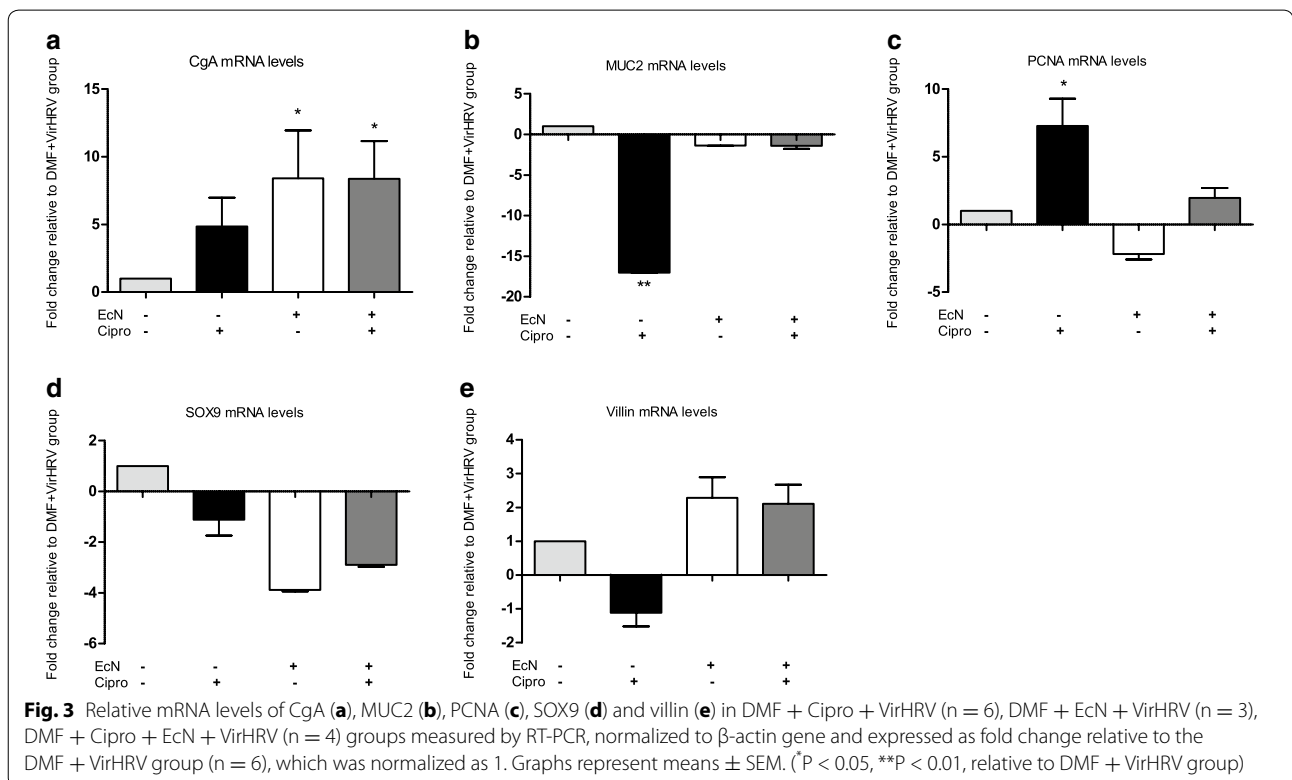 a
CgA mRNA levels
Fold change relative to DMF+VirHRV group
15
10
5
0
* *
EcN - - + +
Cipro - + - +
b
MUC2 mRNA levels
Fold change relative to DMF+VirHRV group
5
0
-5
-10
-15
-20
**
EcN - - + +
Cipro - + - +
c
PCNA mRNA levels
Fold change relative to DMF+VirHRV group
10
5
0
-5
*
EcN - - + +
Cipro - + - +
d
SOX9 mRNA levels
Fold change relative to DMF+VirHRV group
2
0
-2
-4
-6
EcN - - + +
Cipro - + - +
e
Villin mRNA levels
Fold change relative to DMF+VirHRV group
4
3
2
1
0
-1
-2
EcN - - + +
Cipro - + - +
Fig. 3 Relative mRNA levels of CgA (a), MUC2 (b), PCNA (c), SOX9 (d) and villin (e) in DMF + Cipro + VirHRV (n = 6), DMF + EcN + VirHRV (n = 3),
DMF + Cipro + EcN + VirHRV (n = 4) groups measured by RT-PCR, normalized to β-actin gene and expressed as fold change relative to the
DMF + VirHRV group (n = 6), which was normalized as 1. Graphs represent means ± SEM. (*P < 0.05, **P < 0.01, relative to DMF + VirHRV group)